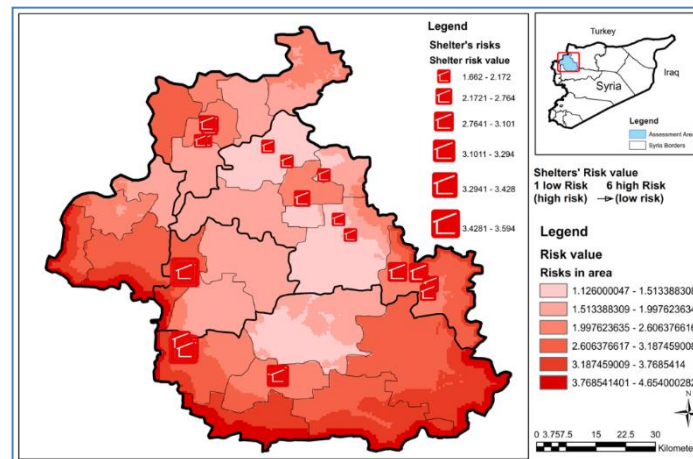 Legend
Shelter's risks
Shelter risk value
1.662 - 2.172
2.1721 - 2.764
2.7641 - 3.101
3.1011 - 3.294
3.2941 - 3.428
3.4281 - 3.594
Turkey
Iraq
Syria
Legend
Assessment Area
Syria Borders
Shelters' Risk value
1 low Risk 6 high Risk
(high risk) (low risk)
Legend
Risk value
Risks in area
1.126000047 - 1.513388308
1.513388309 - 1.997623634
1.997623635 - 2.606376616
2.606376617 - 3.187459008
3.187459009 - 3.7685414
3.768541401 - 4.654000282
N
0 3.757.5 15 22.5 30
Kilomete